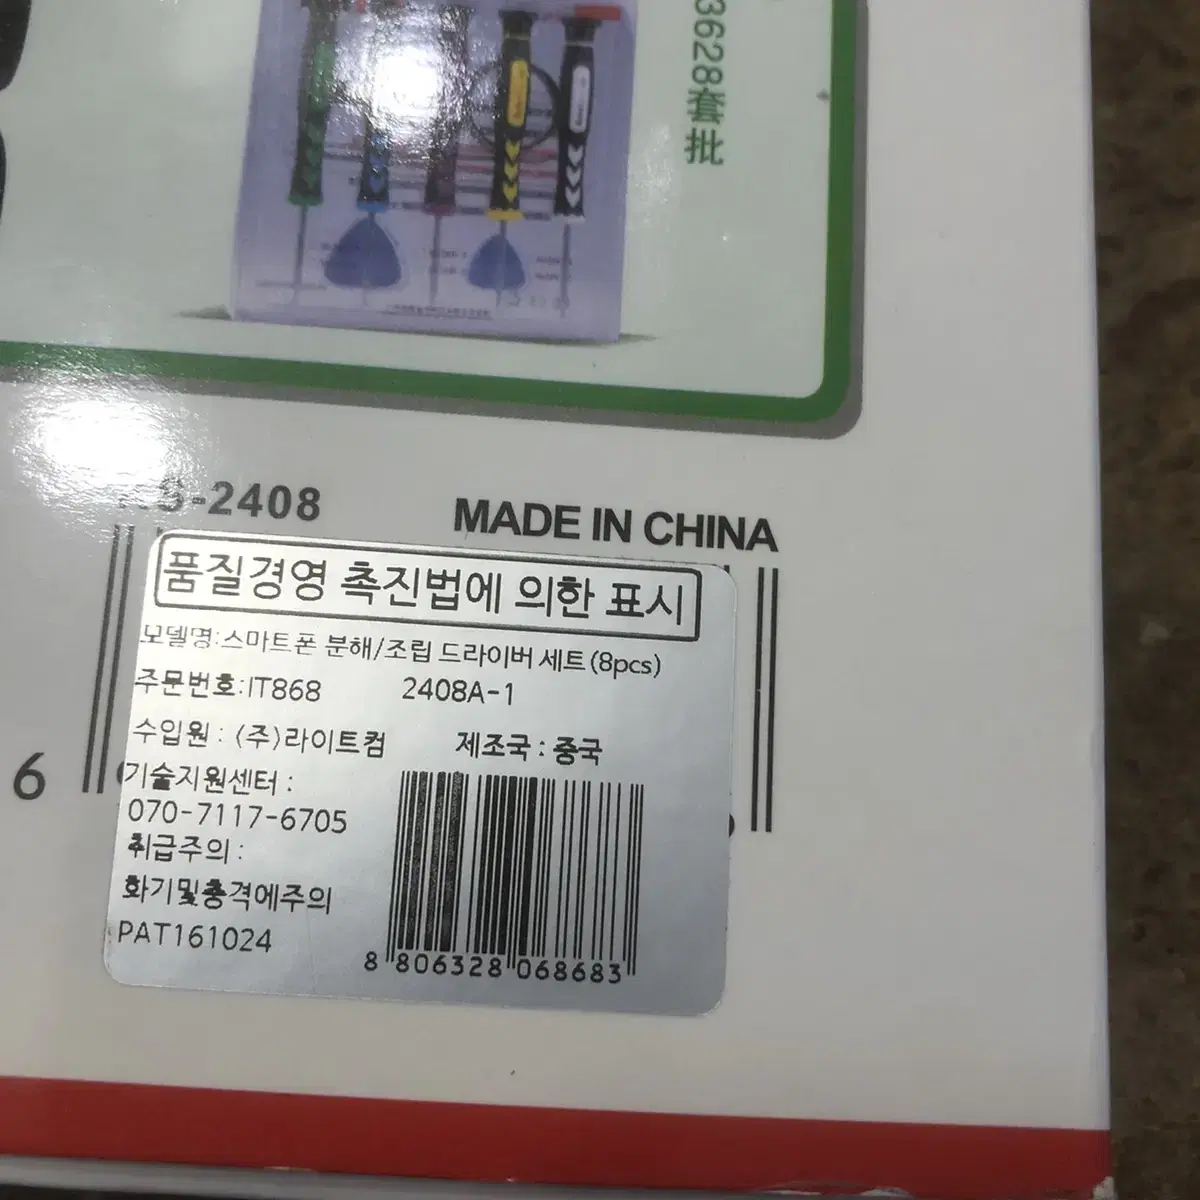 3628套批
-2408
MADE IN CHINA
품질경영 촉진법에 의한 표시
모델명:스마트폰 분해/조립 드라이버 세트(8pcs)
주문번호:IT868 2408A-1
수입원 : (주)라이트컴 제조국 : 중국
6
기술지원센터 :
070-7117-6705
취급주의 :
화기및충격에주의
PAT161024
8 806328 068683